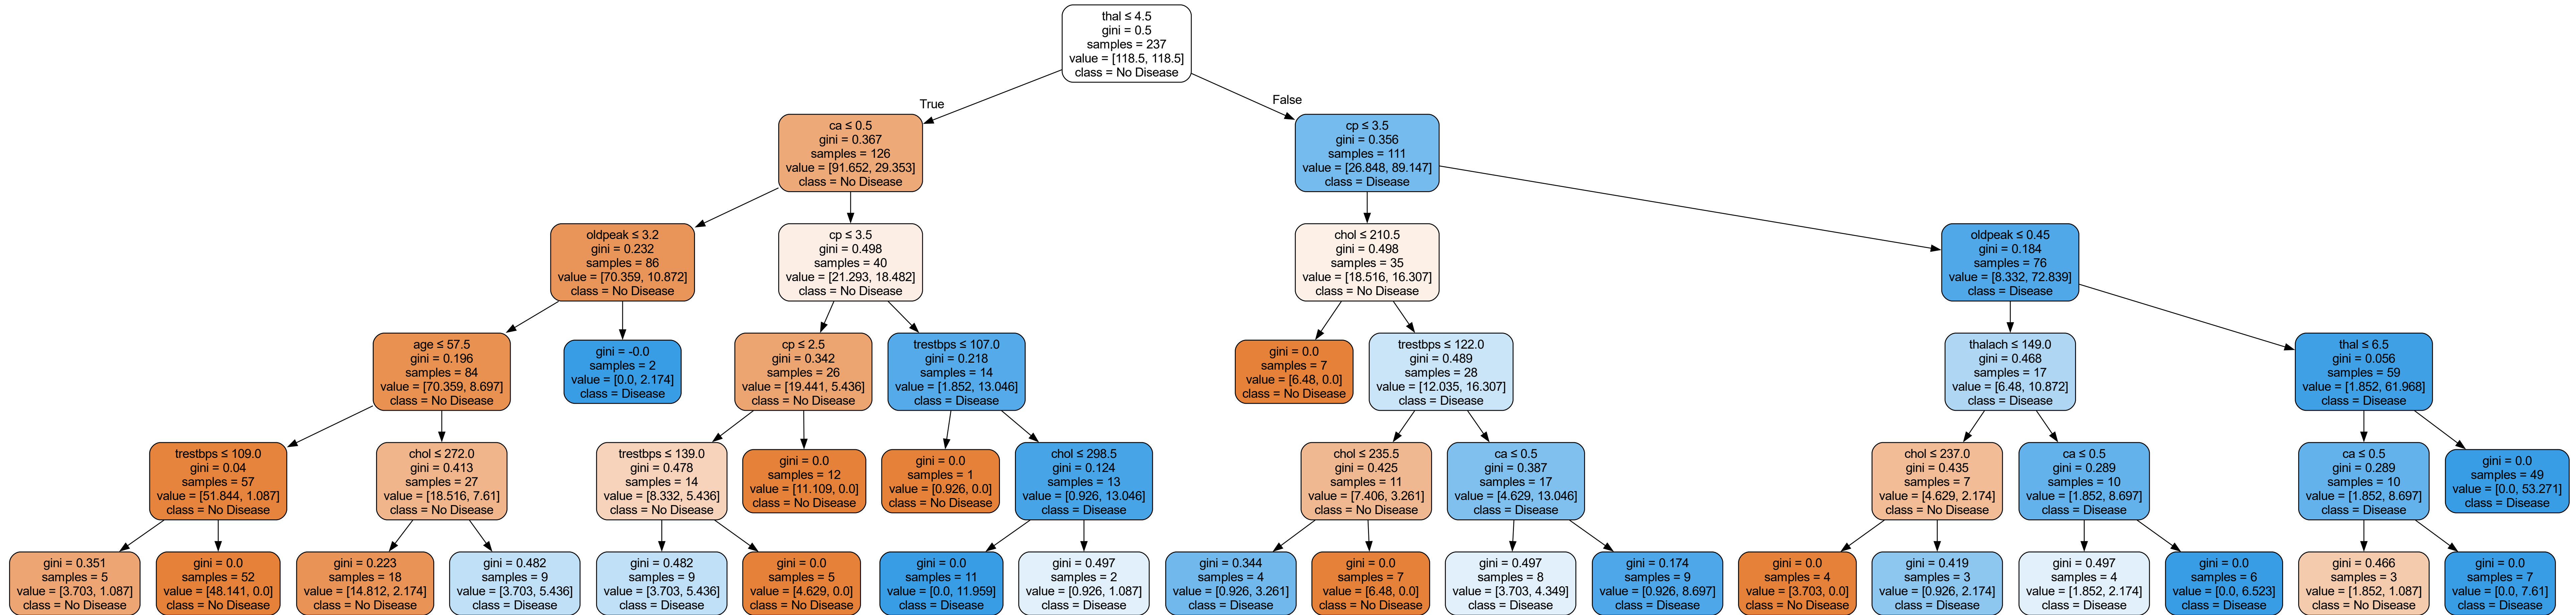 thal ≤ 4.5
gini = 0.5
samples = 237
value = [118.5, 118.5]
class = No Disease
True
False
ca ≤ 0.5
gini = 0.367
samples = 126
value = [91.652, 29.353]
class = No Disease
cp ≤ 3.5
gini = 0.356
samples = 111
value = [26.848, 89.147]
class = Disease
oldpeak ≤ 3.2
gini = 0.232
samples = 86
value = [70.359, 10.872]
class = No Disease
cp ≤ 3.5
gini = 0.498
samples = 40
value = [21.293, 18.482]
class = No Disease
chol ≤ 210.5
gini = 0.498
samples = 35
value = [18.516, 16.307]
class = No Disease
oldpeak ≤ 0.45
gini = 0.184
samples = 76
value = [8.332, 72.839]
class = Disease
age ≤ 57.5
gini = 0.196
samples = 84
value = [70.359, 8.697]
class = No Disease
gini = -0.0
samples = 2
value = [0.0, 2.174]
class = Disease
cp ≤ 2.5
gini = 0.342
samples = 26
value = [19.441, 5.436]
class = No Disease
trestbps ≤ 107.0
gini = 0.218
samples = 14
value = [1.852, 13.046]
class = Disease
gini = 0.0
samples = 7
value = [6.48, 0.0]
class = No Disease
trestbps ≤ 122.0
gini = 0.489
samples = 28
value = [12.035, 16.307]
class = Disease
thalach ≤ 149.0
gini = 0.468
samples = 17
value = [6.48, 10.872]
class = Disease
thal ≤ 6.5
gini = 0.056
samples = 59
value = [1.852, 61.968]
class = Disease
trestbps ≤ 109.0
gini = 0.04
samples = 57
value = [51.844, 1.087]
class = No Disease
chol ≤ 272.0
gini = 0.413
samples = 27
value = [18.516, 7.61]
class = No Disease
trestbps ≤ 139.0
gini = 0.478
samples = 14
value = [8.332, 5.436]
class = No Disease
gini = 0.0
samples = 12
value = [11.109, 0.0]
class = No Disease
gini = 0.0
samples = 1
value = [0.926, 0.0]
class = No Disease
chol ≤ 298.5
gini = 0.124
samples = 13
value = [0.926, 13.046]
class = Disease
chol ≤ 235.5
gini = 0.425
samples = 11
value = [7.406, 3.261]
class = No Disease
ca ≤ 0.5
gini = 0.387
samples = 17
value = [4.629, 13.046]
class = Disease
chol ≤ 237.0
gini = 0.435
samples = 7
value = [4.629, 2.174]
class = No Disease
ca ≤ 0.5
gini = 0.289
samples = 10
value = [1.852, 8.697]
class = Disease
ca ≤ 0.5
gini = 0.289
samples = 10
value = [1.852, 8.697]
class = Disease
gini = 0.0
samples = 49
value = [0.0, 53.271]
class = Disease
gini = 0.351
samples = 5
value = [3.703, 1.087]
class = No Disease
gini = 0.0
samples = 52
value = [48.141, 0.0]
class = No Disease
gini = 0.223
samples = 18
value = [14.812, 2.174]
class = No Disease
gini = 0.482
samples = 9
value = [3.703, 5.436]
class = Disease
gini = 0.482
samples = 9
value = [3.703, 5.436]
class = Disease
gini = 0.0
samples = 5
value = [4.629, 0.0]
class = No Disease
gini = 0.0
samples = 11
value = [0.0, 11.959]
class = Disease
gini = 0.497
samples = 2
value = [0.926, 1.087]
class = Disease
gini = 0.344
samples = 4
value = [0.926, 3.261]
class = Disease
gini = 0.0
samples = 7
value = [6.48, 0.0]
class = No Disease
gini = 0.497
samples = 8
value = [3.703, 4.349]
class = Disease
gini = 0.174
samples = 9
value = [0.926, 8.697]
class = Disease
gini = 0.0
samples = 4
value = [3.703, 0.0]
class = No Disease
gini = 0.419
samples = 3
value = [0.926, 2.174]
class = Disease
gini = 0.497
samples = 4
value = [1.852, 2.174]
class = Disease
gini = 0.0
samples = 6
value = [0.0, 6.523]
class = Disease
gini = 0.466
samples = 3
value = [1.852, 1.087]
class = No Disease
gini = 0.0
samples = 7
value = [0.0, 7.61]
class = Disease